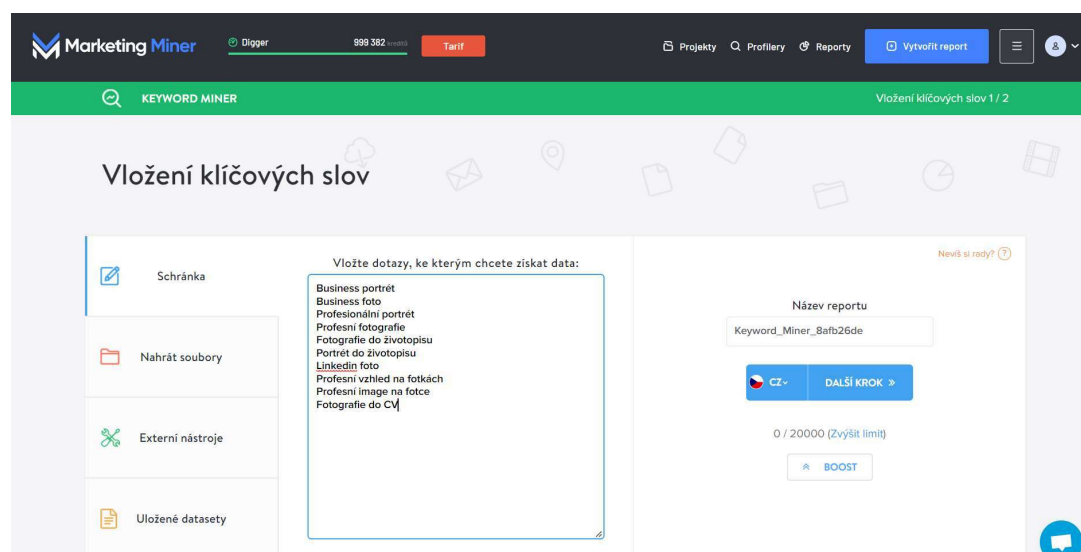 Marketing Miner
Digger 999 382 kreditů Tarif
Projekty Profilery Reporty Vytvořit report
KEYWORD MINER Vložení klíčových slov 1 / 2
Vložení klíčových slov
Nevíš si rady? ?
Schránka
Nahrát soubory
Externí nástroje
Uložené datasety
Vložte dotazy, ke kterým chcete získat data:
Business portrét
Business foto
Profesionální portrét
Profesní fotografie
Fotografie do životopisu
Portrét do životopisu
Linkedin foto
Profesní vzhled na fotkách
Profesní image na fotce
Fotografie do CV
Název reportu
Keyword_Miner_8afb26de
CZ DALŠÍ KROK »
0 / 20000 (Zvýšit limit)
BOOST